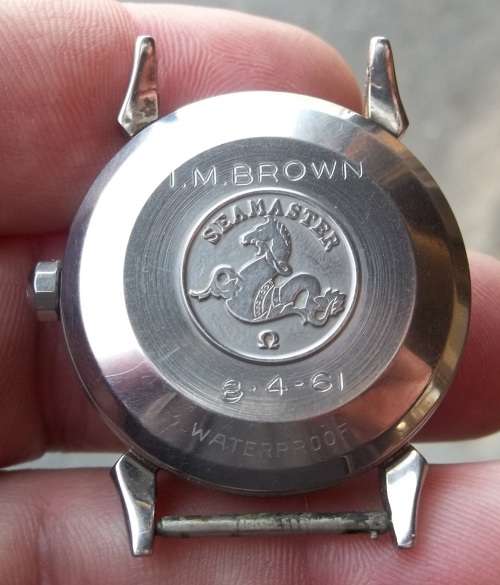 I.M.BROWN
SEAMASTER
Ω
8·4-61
WATERPROOF